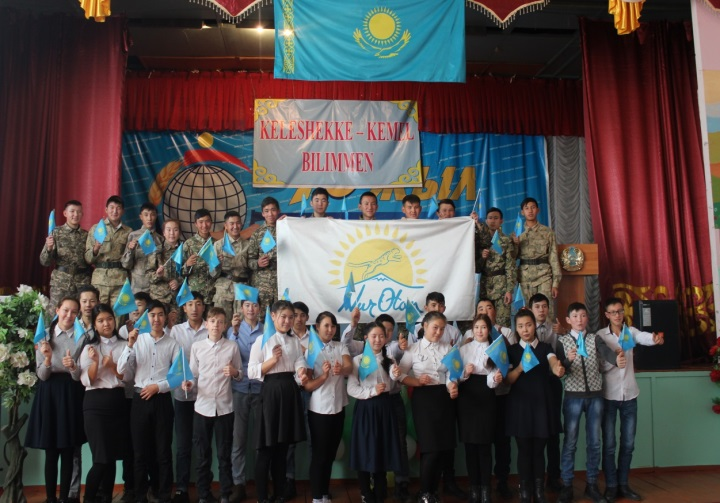 KELESHEKKE – KEMEL
BILIMMEN
Nur Otan